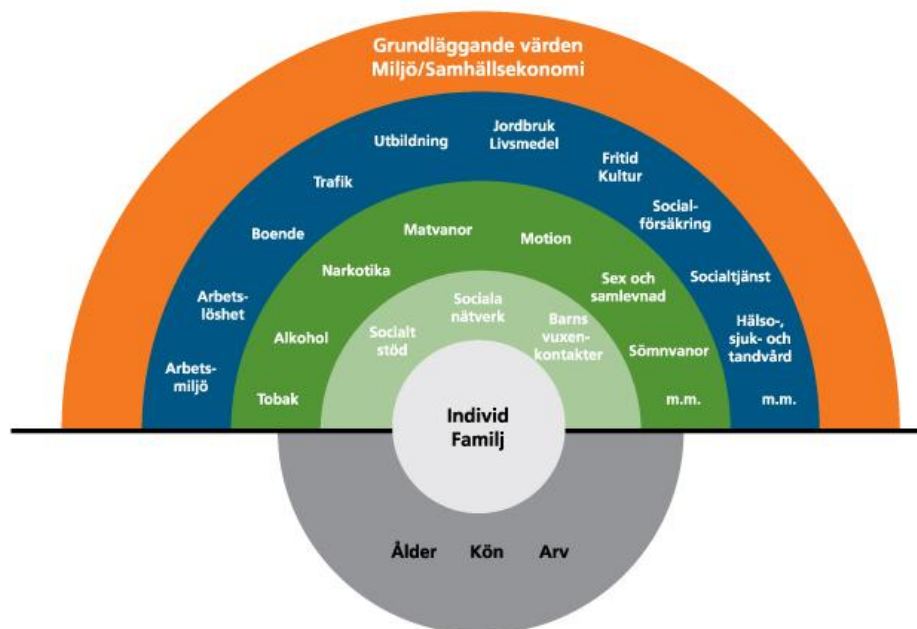 Grundläggande värden
Miljö/Samhällsekonomi
Arbets-
miljö
Arbets-
löshet
Boende
Trafik
Utbildning
Jordbruk
Livsmedel
Fritid
Kultur
Social-
försäkring
Socialtjänst
Hälso-,
sjuk- och
tandvård
m.m.
Tobak
Alkohol
Narkotika
Matvanor
Motion
Sex och
samlevnad
Sömnvanor
m.m.
Socialt
stöd
Sociala
nätverk
Barns
vuxen-
kontakter
Individ
Familj
Ålder
Kön
Arv